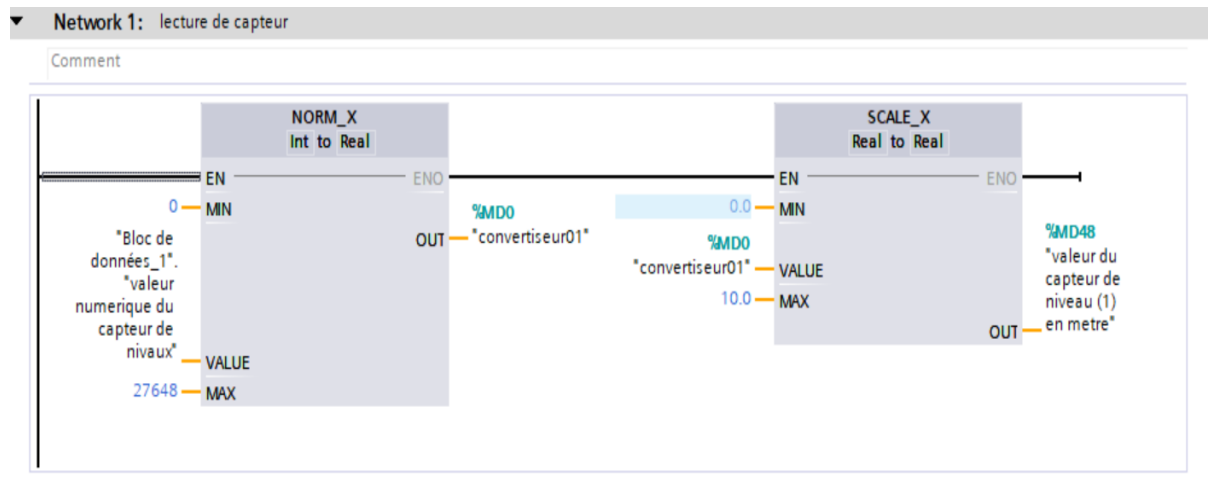 Network 1: lecture de capteur
Comment
NORM_X
Int to Real
EN
ENO
0
MIN
"Bloc de
données_1".
"valeur
numerique du
capteur de
nivaux"
VALUE
27648
MAX
%MD0
OUT
"convertiseur01"
SCALE_X
Real to Real
EN
ENO
0.0
MIN
%MD0
"convertiseur01"
VALUE
10.0
MAX
%MD48
"valeur du
capteur de
niveau (1)
en metre"
OUT